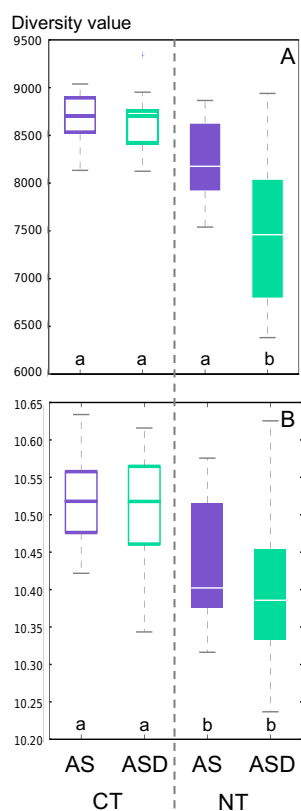 Diversity value
9500
A
9000
8500
8000
7500
7000
6500
6000
a a a b
10.65
B
10.60
10.55
10.50
10.45
10.40
10.35
10.30
10.25
10.20
a a b b
AS ASD AS ASD
CT NT